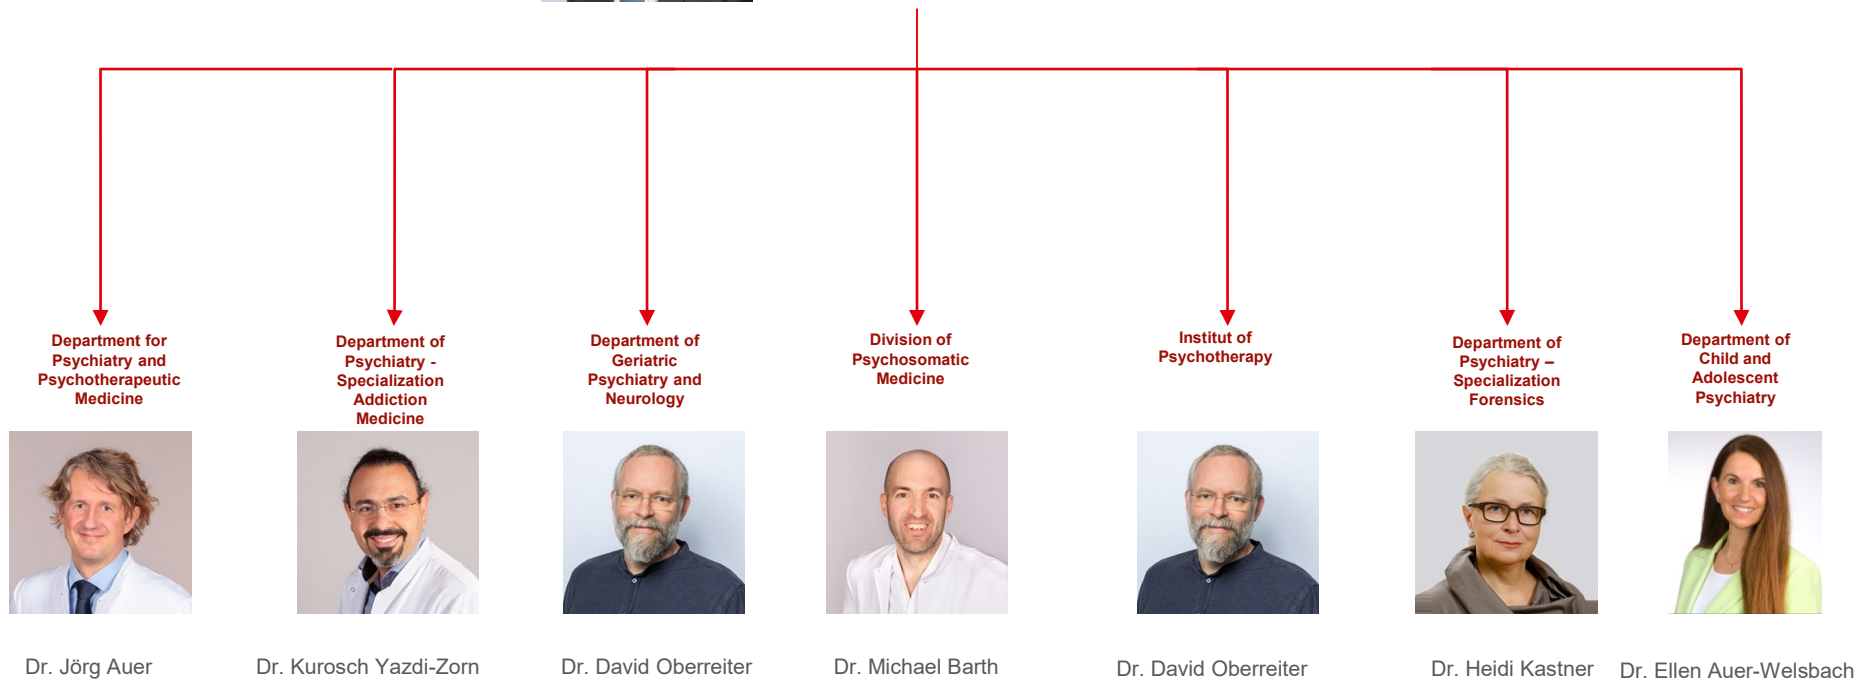 Department for
Psychiatry and
Psychotherapeutic
Medicine
Department of
Psychiatry -
Specialization
Addiction
Medicine
Department of
Geriatric
Psychiatry and
Neurology
Division of
Psychosomatic
Medicine
Institut of
Psychotherapy
Department of
Psychiatry –
Specialization
Forensics
Department of
Child and
Adolescent
Psychiatry
Dr. Jörg Auer
Dr. Kurosch Yazdi-Zorn
Dr. David Oberreiter
Dr. Michael Barth
Dr. David Oberreiter
Dr. Heidi Kastner
Dr. Ellen Auer-Welsbach